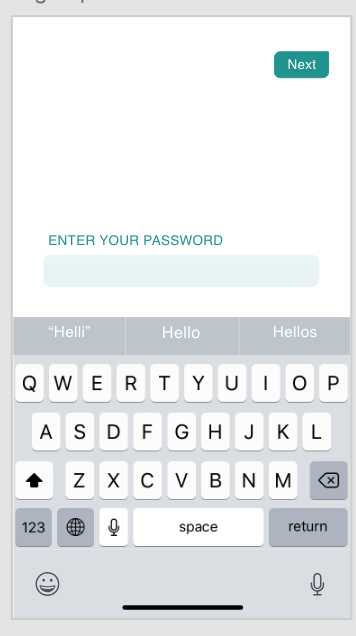 Next
ENTER YOUR PASSWORD
“Helli” Hello Hellos
Q W E R T Y U I O P
A S D F G H J K L
Z X C V B N M
123 space return